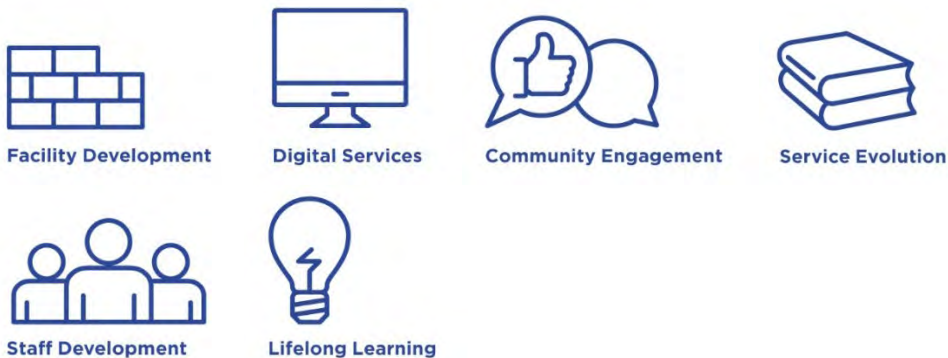 Facility Development
Digital Services
Community Engagement
Service Evolution
Staff Development
Lifelong Learning